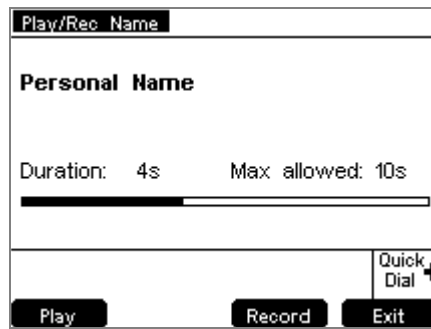 Play/Rec Name
Personal Name
Duration: 4s Max allowed: 10s
Quick
Dial
Play Record Exit